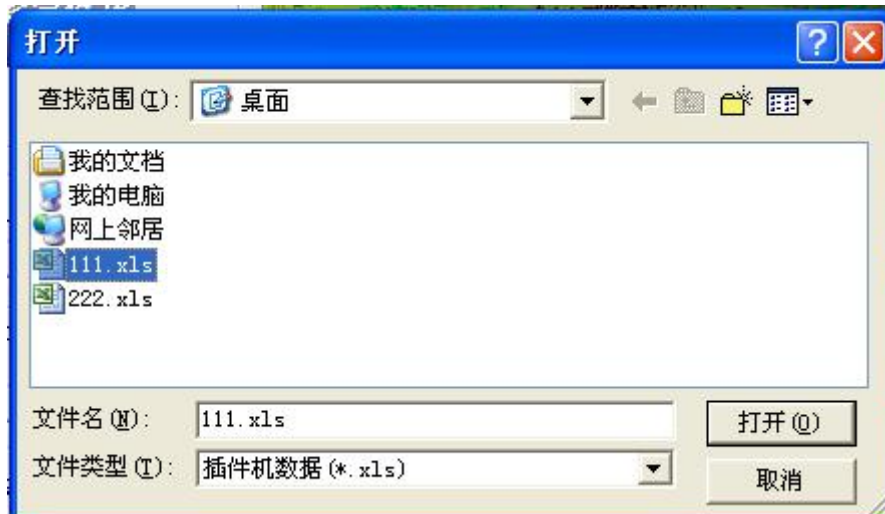 打开
查找范围(I): 桌面
我的文档
我的电脑
网上邻居
111.xls
222.xls
文件名(N): 111.xls 打开(O)
文件类型(T): 插件机数据(*.xls) 取消